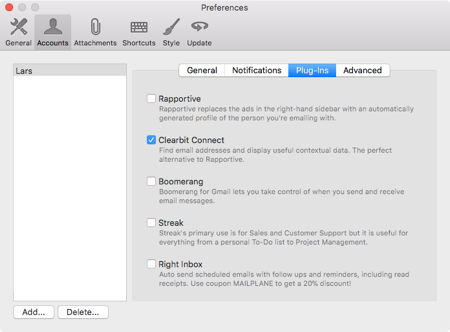 Preferences
General Accounts Attachments Shortcuts Style Update
Lars
General Notifications Plug-Ins Advanced
Rapportive
Rapportive replaces the ads in the right-hand sidebar with an automatically
generated profile of the person you're emailing with.
Clearbit Connect
Find email addresses and display useful contextual data. The perfect
alternative to Rapportive.
Boomerang
Boomerang for Gmail lets you take control of when you send and receive
email messages.
Streak
Streak's primary use is for Sales and Customer Support but it is useful for
everything from a personal To-Do list to Project Management.
Right Inbox
Auto send scheduled emails with follow ups and reminders, including read
receipts. Use coupon MAILPLANE to get a 20% discount!
Add... Delete...